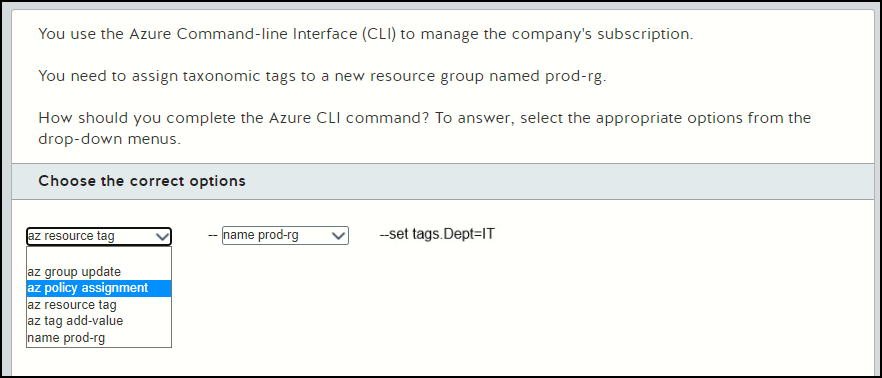 You use the Azure Command-line Interface (CLI) to manage the company's subscription.
You need to assign taxonomic tags to a new resource group named prod-rg.
How should you complete the Azure CLI command? To answer, select the appropriate options from the
drop-down menus.
Choose the correct options
az resource tag -- name prod-rg --set tags.Dept=IT
az group update
az policy assignment
az resource tag
az tag add-value
name prod-rg